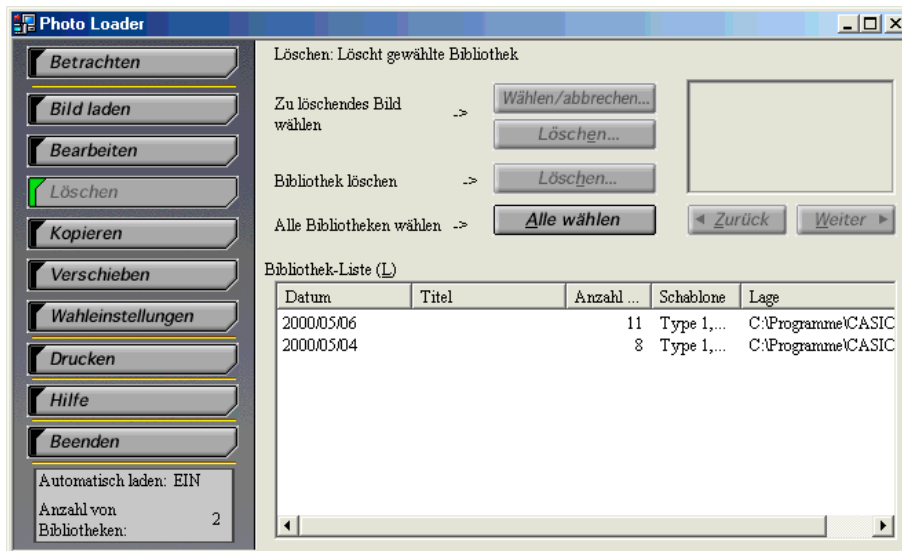 Photo Loader
Betrachten
Bild laden
Bearbeiten
Löschen
Kopieren
Verschieben
Wahleinstellungen
Drucken
Hilfe
Beenden
Automatisch laden: EIN
Anzahl von
Bibliotheken: 2
Löschen: Löscht gewählte Bibliothek
Zu löschendes Bild
wählen ->
Wählen/abbrechen...
Löschen...
Bibliothek löschen -> Löschen...
Alle Bibliotheken wählen -> Alle wählen
Zurück Weiter
Bibliothek-Liste (L)
Datum Titel Anzahl ... Schablone Lage
2000/05/06 11 Type 1,... C:\Programme\CASIO
2000/05/04 8 Type 1,... C:\Programme\CASIO